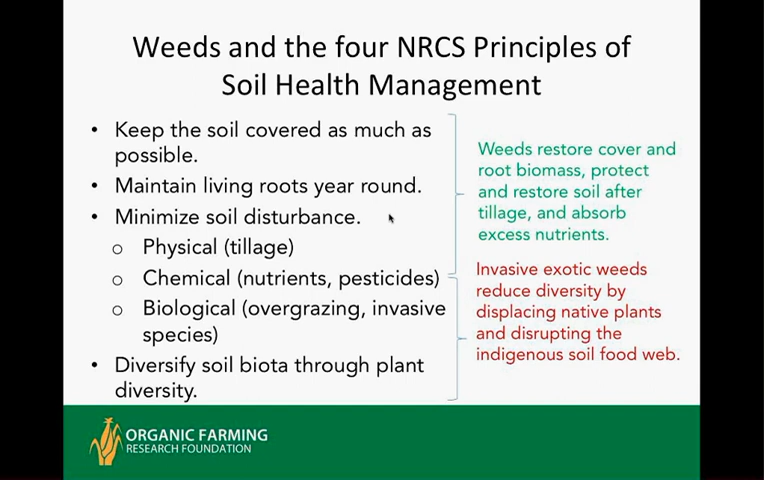 Weeds and the four NRCS Principles of
Soil Health Management
• Keep the soil covered as much as
possible.
• Maintain living roots year round.
• Minimize soil disturbance.
o Physical (tillage)
o Chemical (nutrients, pesticides)
o Biological (overgrazing, invasive
species)
• Diversify soil biota through plant
diversity.
Weeds restore cover and
root biomass, protect
and restore soil after
tillage, and absorb
excess nutrients.
Invasive exotic weeds
reduce diversity by
displacing native plants
and disrupting the
indigenous soil food web.
ORGANIC FARMING
RESEARCH FOUNDATION